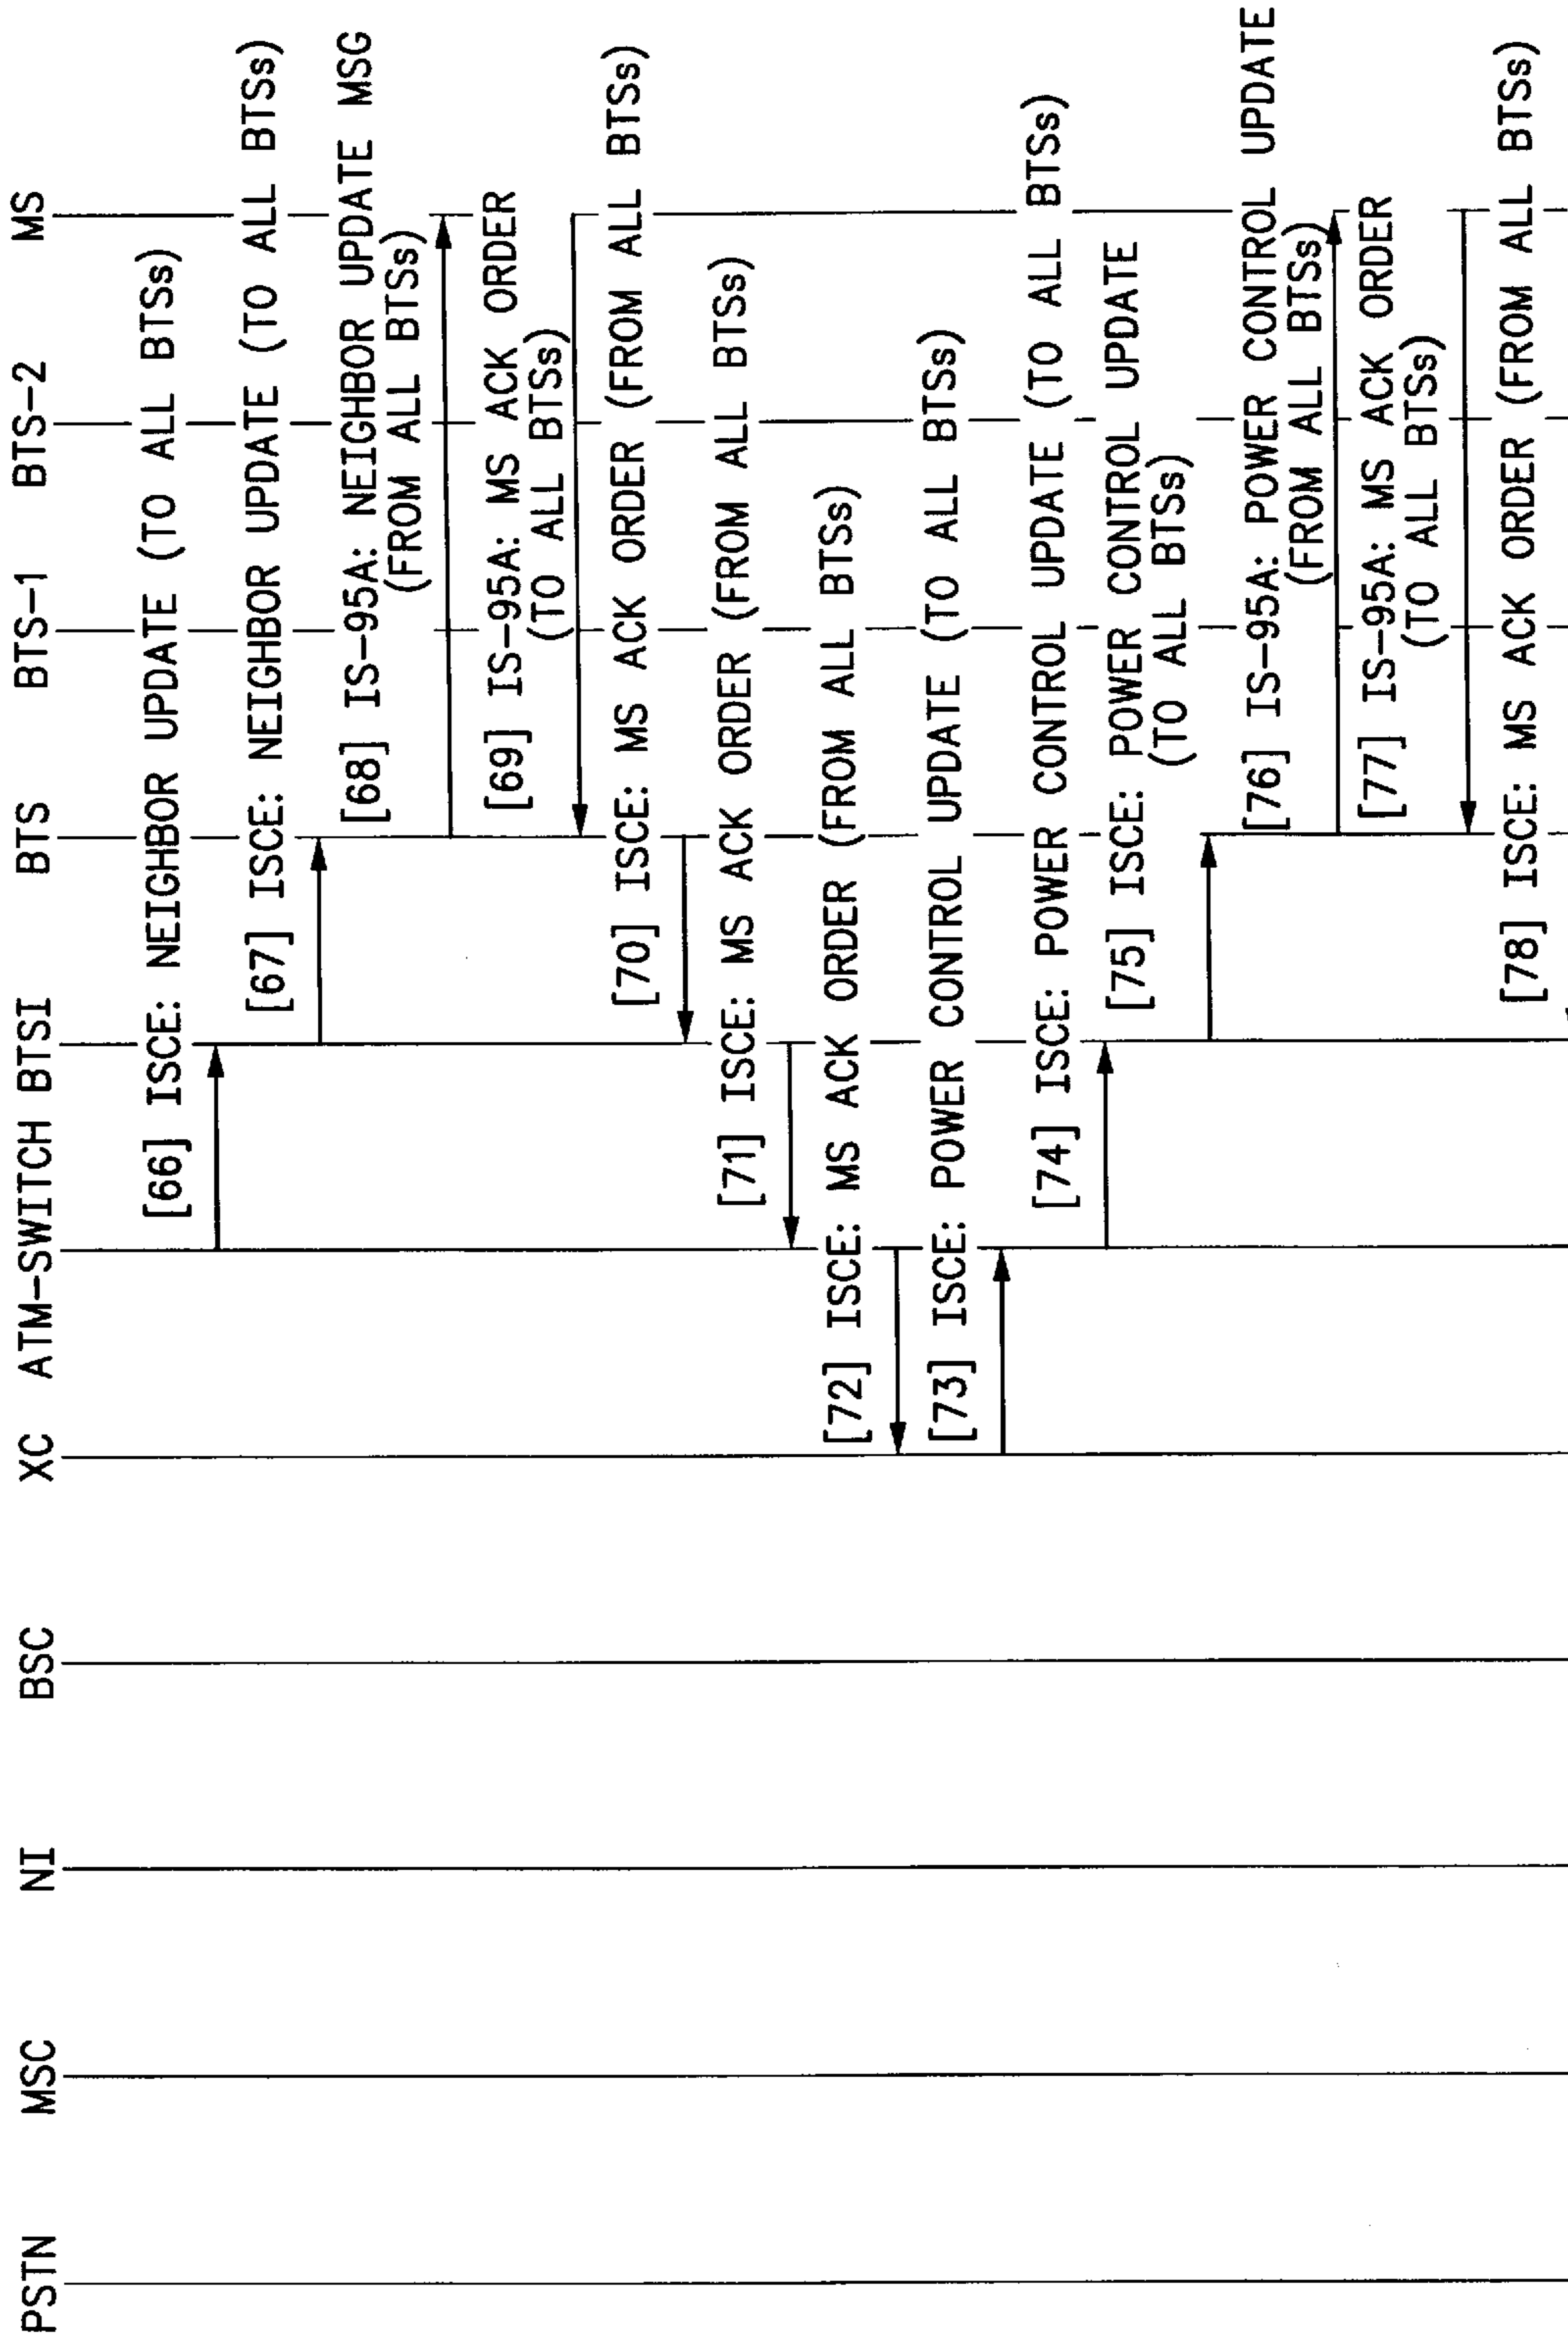 PSTN MSC NI BSC XC ATM-SWITCH BTSI BTS BTS-1 BTS-2 MS
[66] ISCE: NEIGHBOR UPDATE (TO ALL BTSs)
[67] ISCE: NEIGHBOR UPDATE (TO ALL BTSs)
[68] IS-95A: NEIGHBOR UPDATE MSG
(FROM ALL BTSs)
[69] IS-95A: MS ACK ORDER
(TO ALL BTSs)
[70] ISCE: MS ACK ORDER (FROM ALL BTSs)
[71] ISCE: MS ACK ORDER (FROM ALL BTSs)
[72] ISCE: MS ACK ORDER (FROM ALL BTSs)
[73] ISCE: POWER CONTROL UPDATE (TO ALL BTSs)
[74] ISCE: POWER CONTROL UPDATE (TO ALL BTSs)
[75] ISCE: POWER CONTROL UPDATE
(TO ALL BTSs)
[76] IS-95A: POWER CONTROL UPDATE
(FROM ALL BTSs)
[77] IS-95A: MS ACK ORDER
(TO ALL BTSs)
[78] ISCE: MS ACK ORDER (FROM ALL BTSs)